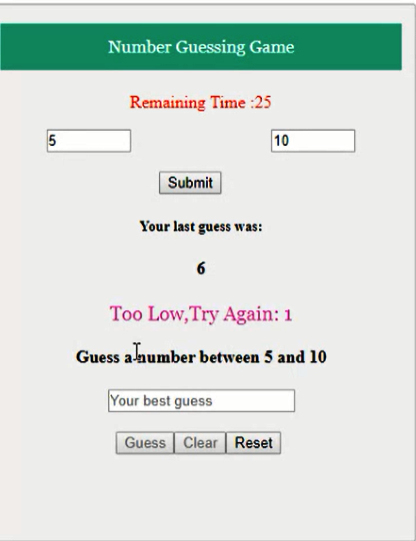 Number Guessing Game
Remaining Time :25
5 10
Submit
Your last guess was:
6
Too Low,Try Again: 1
Guess a number between 5 and 10
Your best guess
Guess Clear Reset